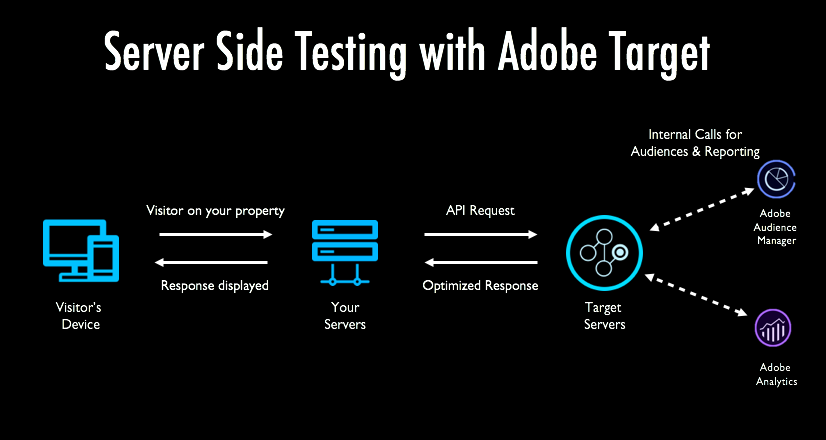 Server Side Testing with Adobe Target
Internal Calls for
Audiences & Reporting
Visitor on your property
API Request
Adobe
Audience
Manager
Response displayed
Optimized Response
Visitor's
Device
Your
Servers
Target
Servers
Adobe
Analytics